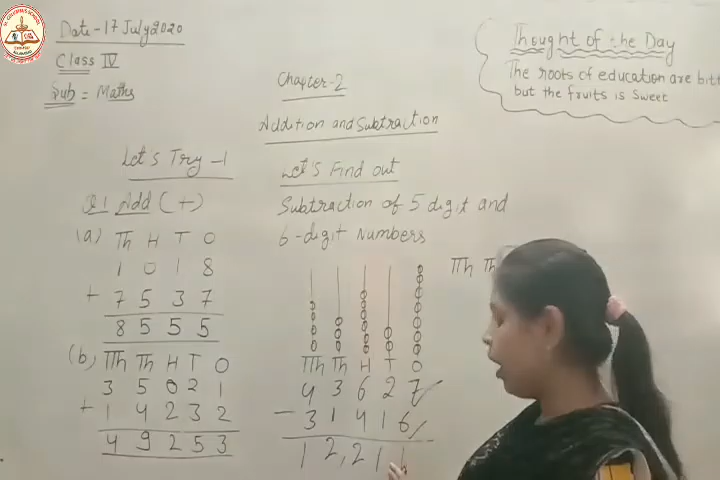 Date-17 July 2020
Class IV
Sub = Maths
Chapter-2
Addition and Subtraction
Thought of the Day
The roots of education are bitt
but the fruits is sweet
Let's Try-1
Q1 Add (+)
(a) Th H T O
1 0 1 8
+ 7 5 3 7
8 5 5 5
(b) TTh Th H T O
3 5 0 2 1
+ 1 4 2 3 2
4 9 2 5 3
Let's Find out
Subtraction of 5 digit and
6-digit Numbers
TTh Th H T O
4 3 6 2 7
- 3 1 4 1 6
1 2, 2 1 1
TTh Th